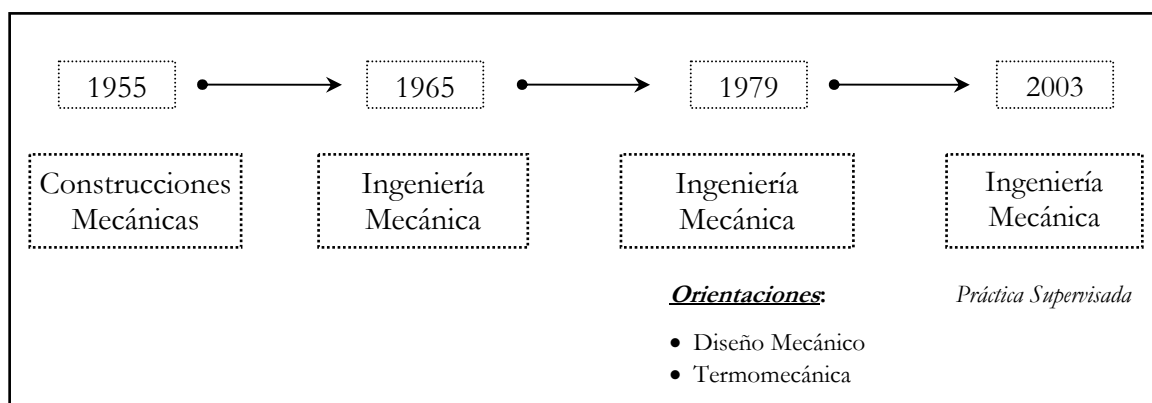 1955
1965
1979
2003
Construcciones
Mecánicas
Ingeniería
Mecánica
Ingeniería
Mecánica
Ingeniería
Mecánica
Orientaciones:
• Diseño Mecánico
• Termomecánica
Práctica Supervisada